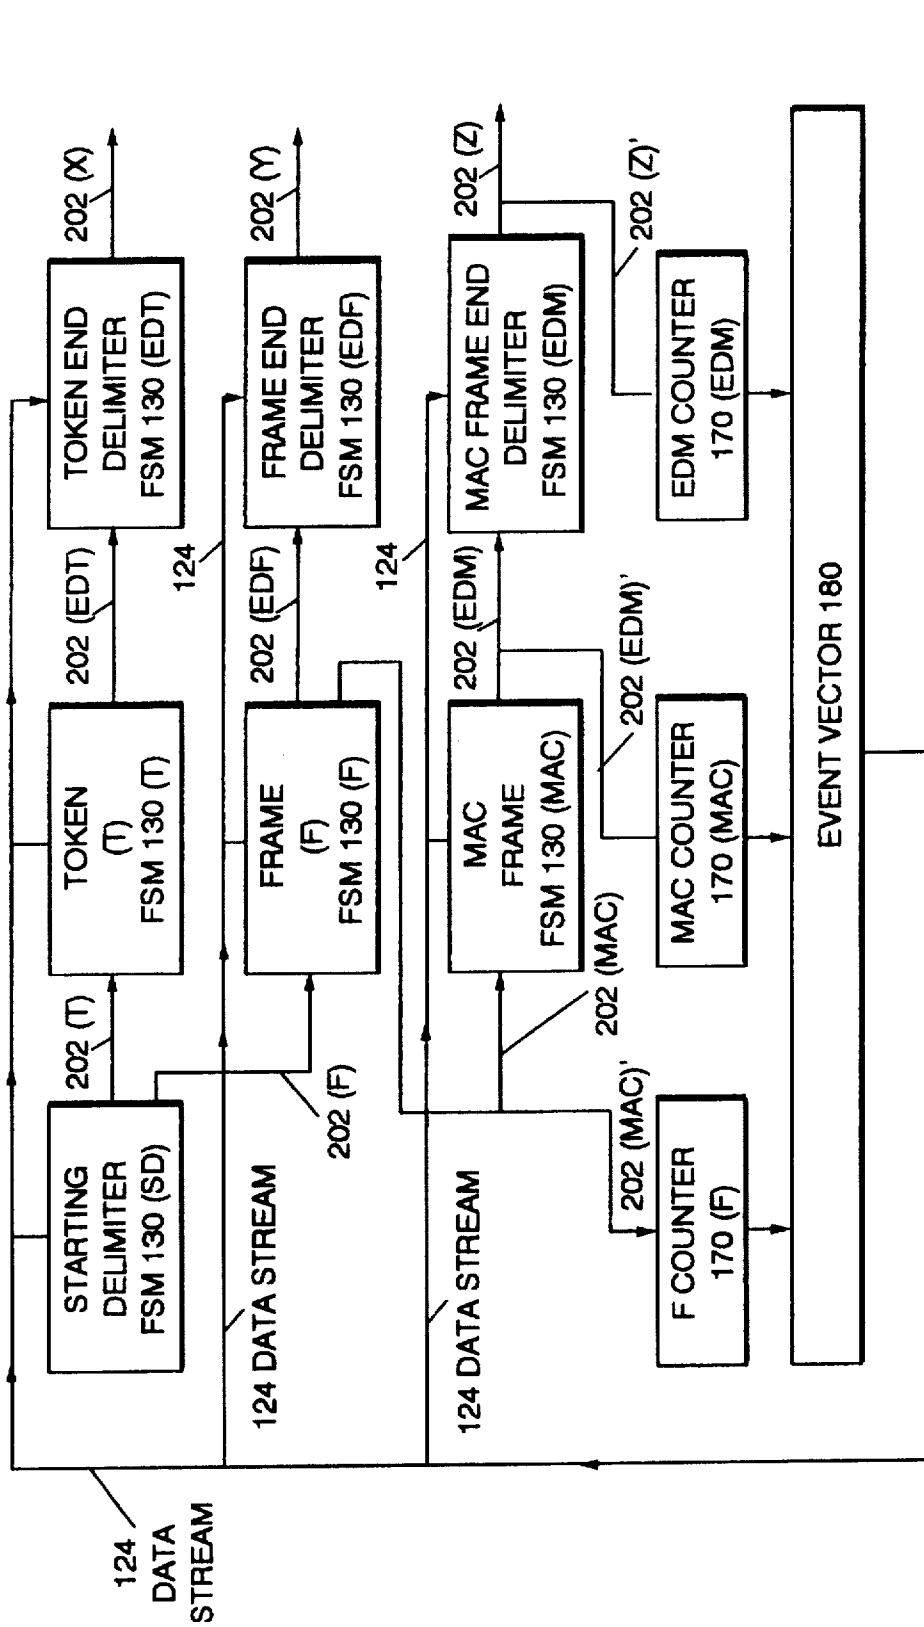 124
DATA
STREAM
STARTING
DELIMITER
FSM 130 (SD)
202 (T)
TOKEN
(T)
FSM 130 (T)
202 (EDT)
TOKEN END
DELIMITER
FSM 130 (EDT)
202 (X)
124 DATA STREAM
202 (F)
FRAME
(F)
FSM 130 (F)
124
202 (EDF)
FRAME END
DELIMITER
FSM 130 (EDF)
202 (Y)
124 DATA STREAM
202 (MAC)
MAC
FRAME
FSM 130 (MAC)
124
202 (EDM)
MAC FRAME END
DELIMITER
FSM 130 (EDM)
202 (Z)
202 (MAC)'
202 (EDM)'
202 (Z)'
F COUNTER
170 (F)
MAC COUNTER
170 (MAC)
EDM COUNTER
170 (EDM)
EVENT VECTOR 180